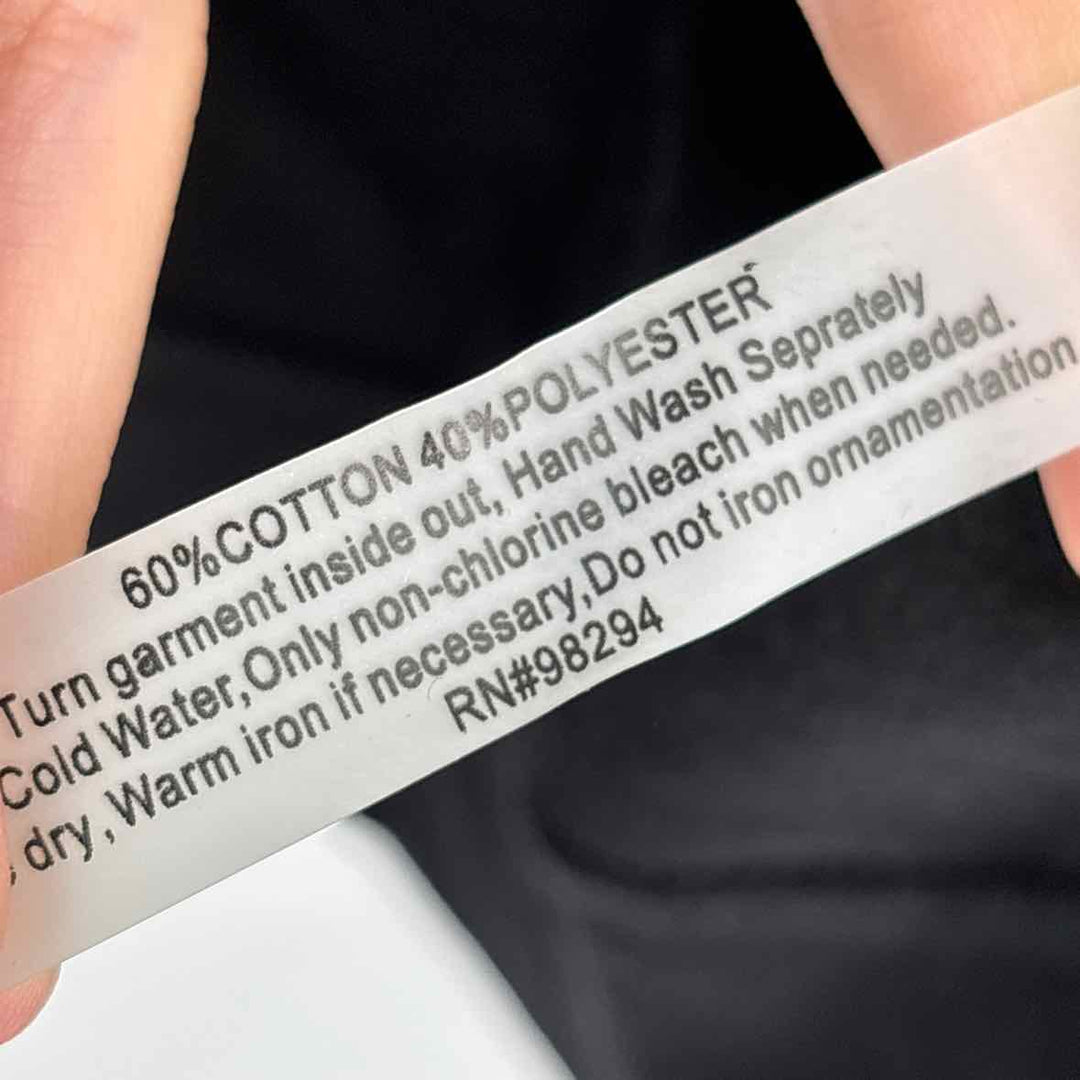 60%COTTON 40%POLYESTER
Turn garment inside out, Hand Wash Seprately
Cold Water,Only non-chlorine bleach when needed.
dry ,Warm iron if necessary,Do not iron ornamentation
RN#98294